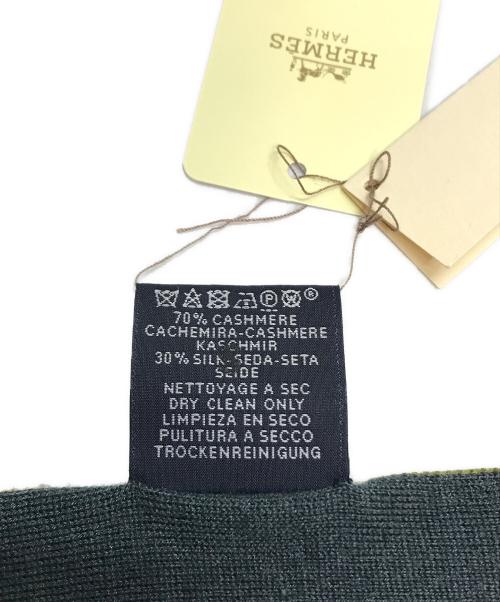 HERMES
PARIS
®
70% CASHMERE
CACHEMIRA-CASHMERE
KASCHMIR
30% SILK-SEDA-SETA
SEIDE
NETTOYAGE A SEC
DRY CLEAN ONLY
LIMPIEZA EN SECO
PULITURA A SECCO
TROCKENREINIGUNG